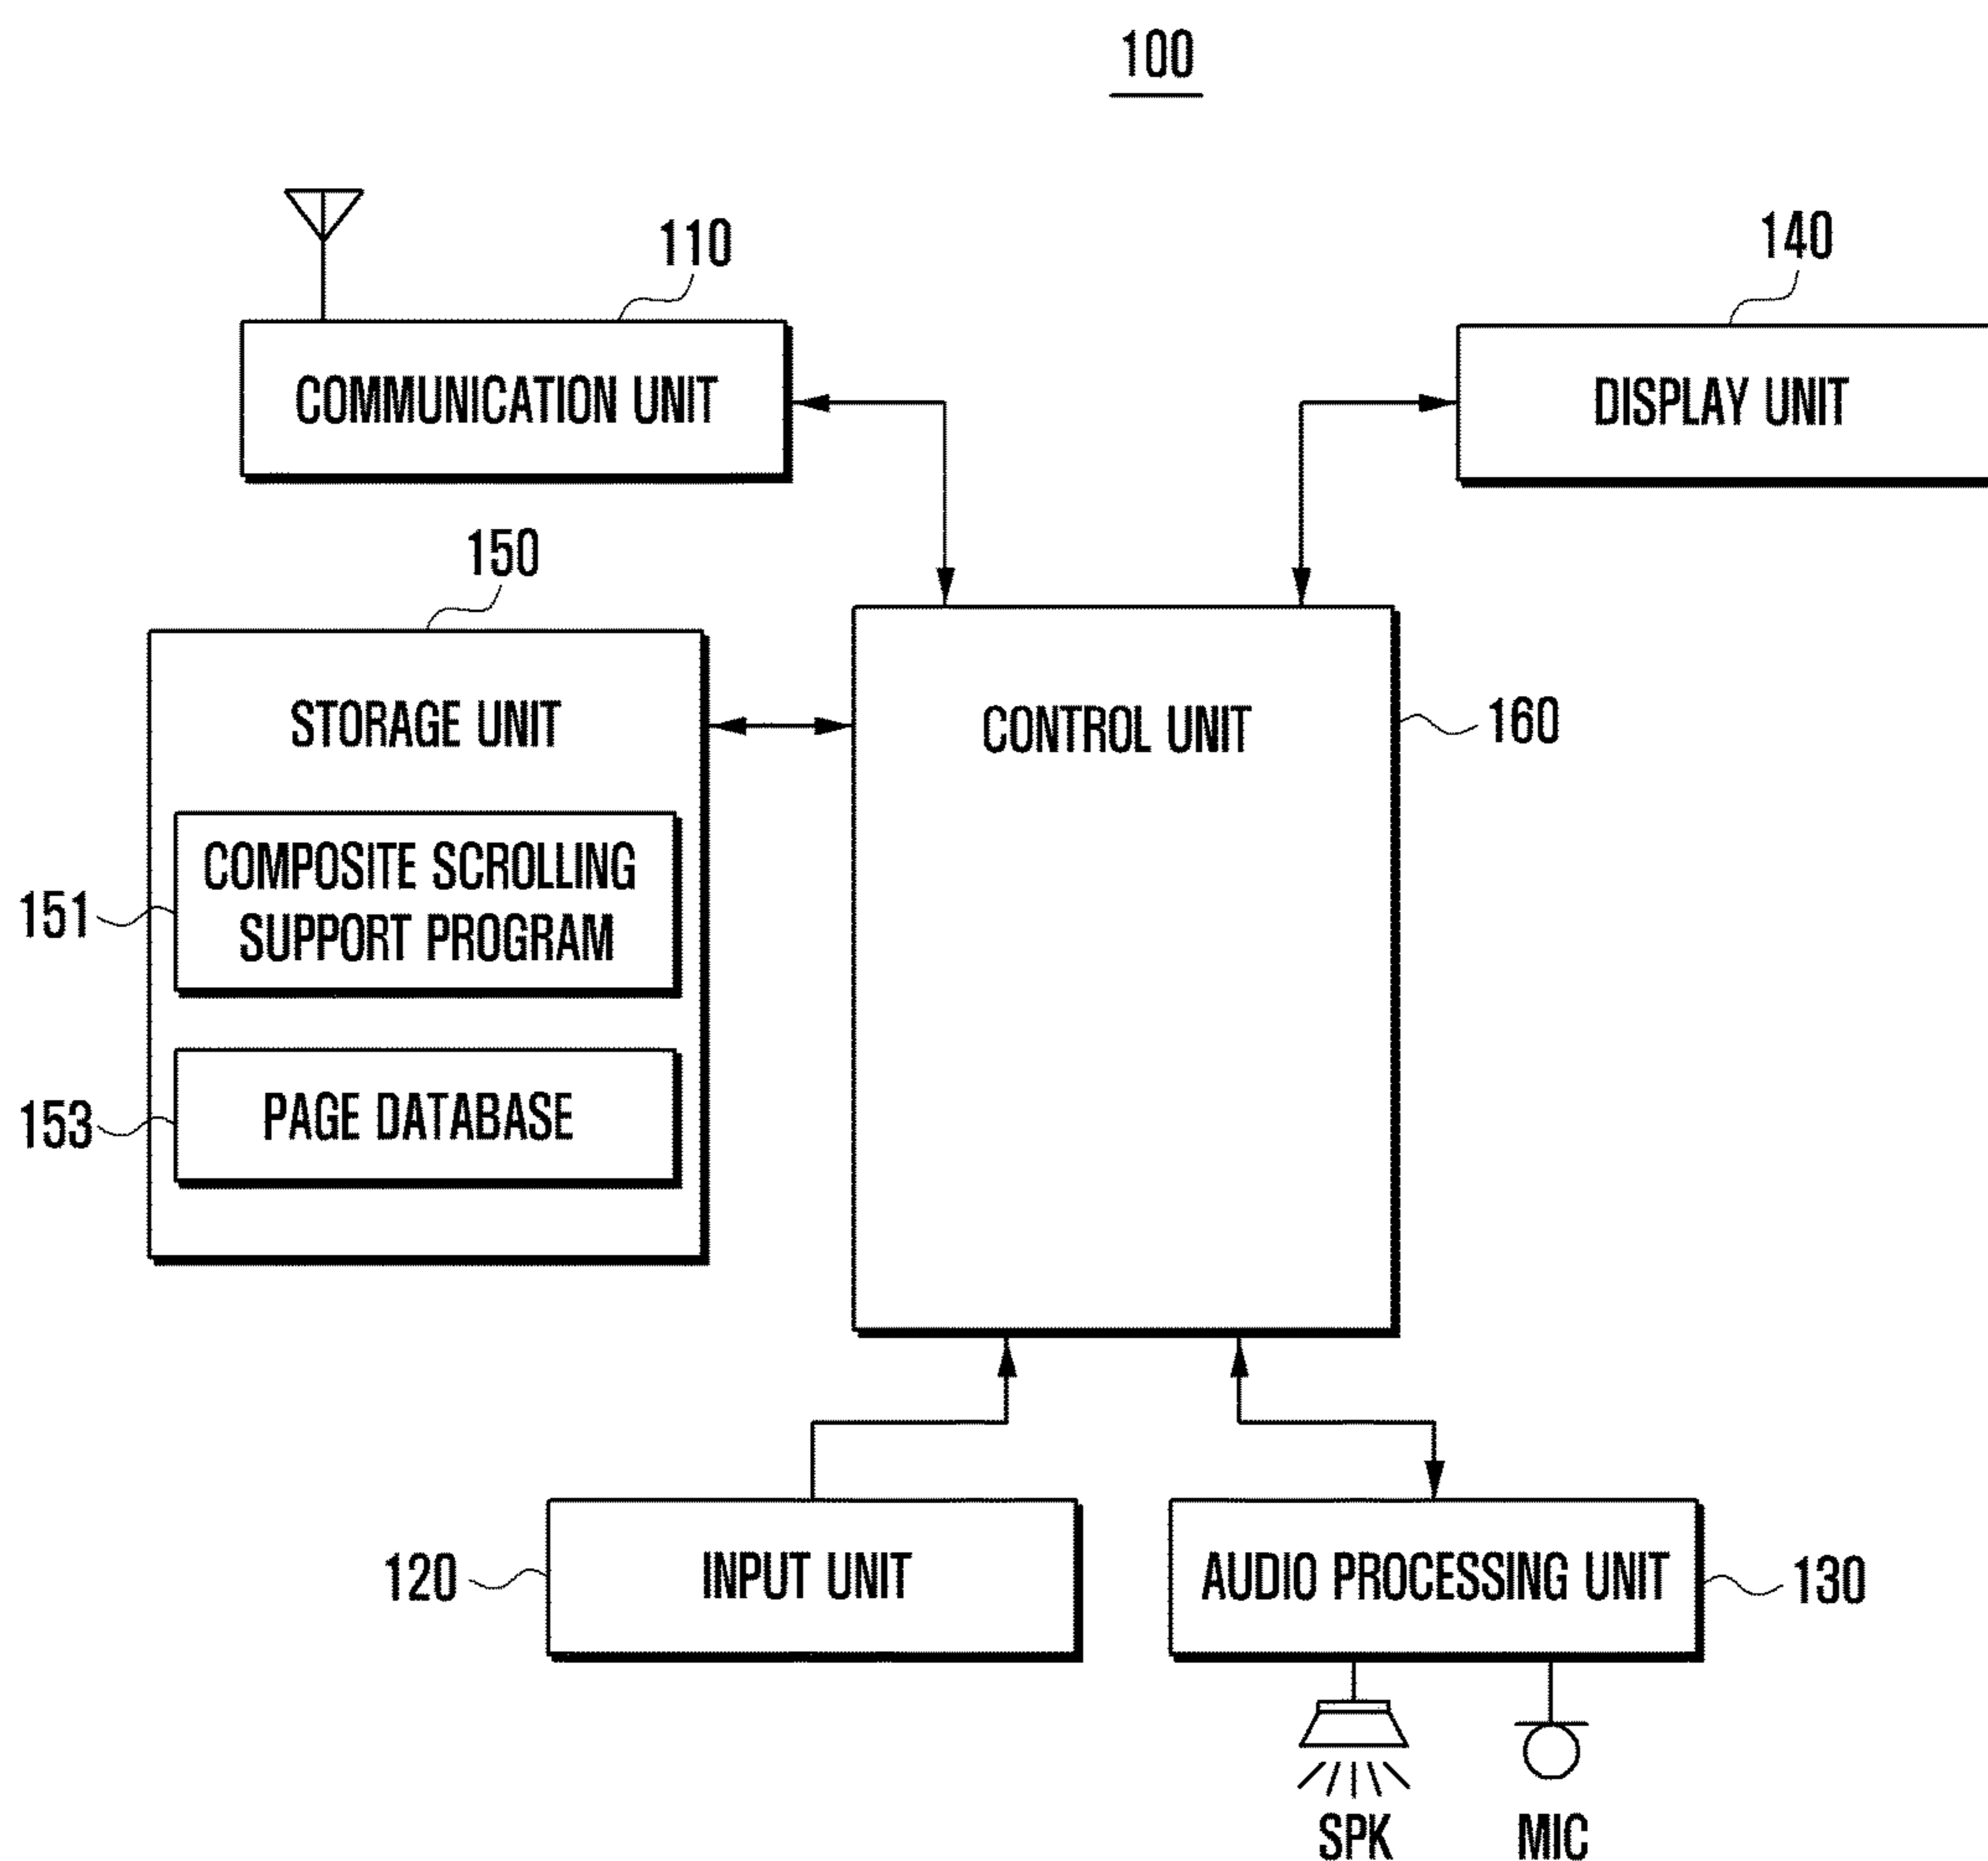 100
110
140
COMMUNICATION UNIT
DISPLAY UNIT
150
STORAGE UNIT
CONTROL UNIT
160
COMPOSITE SCROLLING
SUPPORT PROGRAM
151
PAGE DATABASE
153
120
INPUT UNIT
AUDIO PROCESSING UNIT
130
SPK
MIC